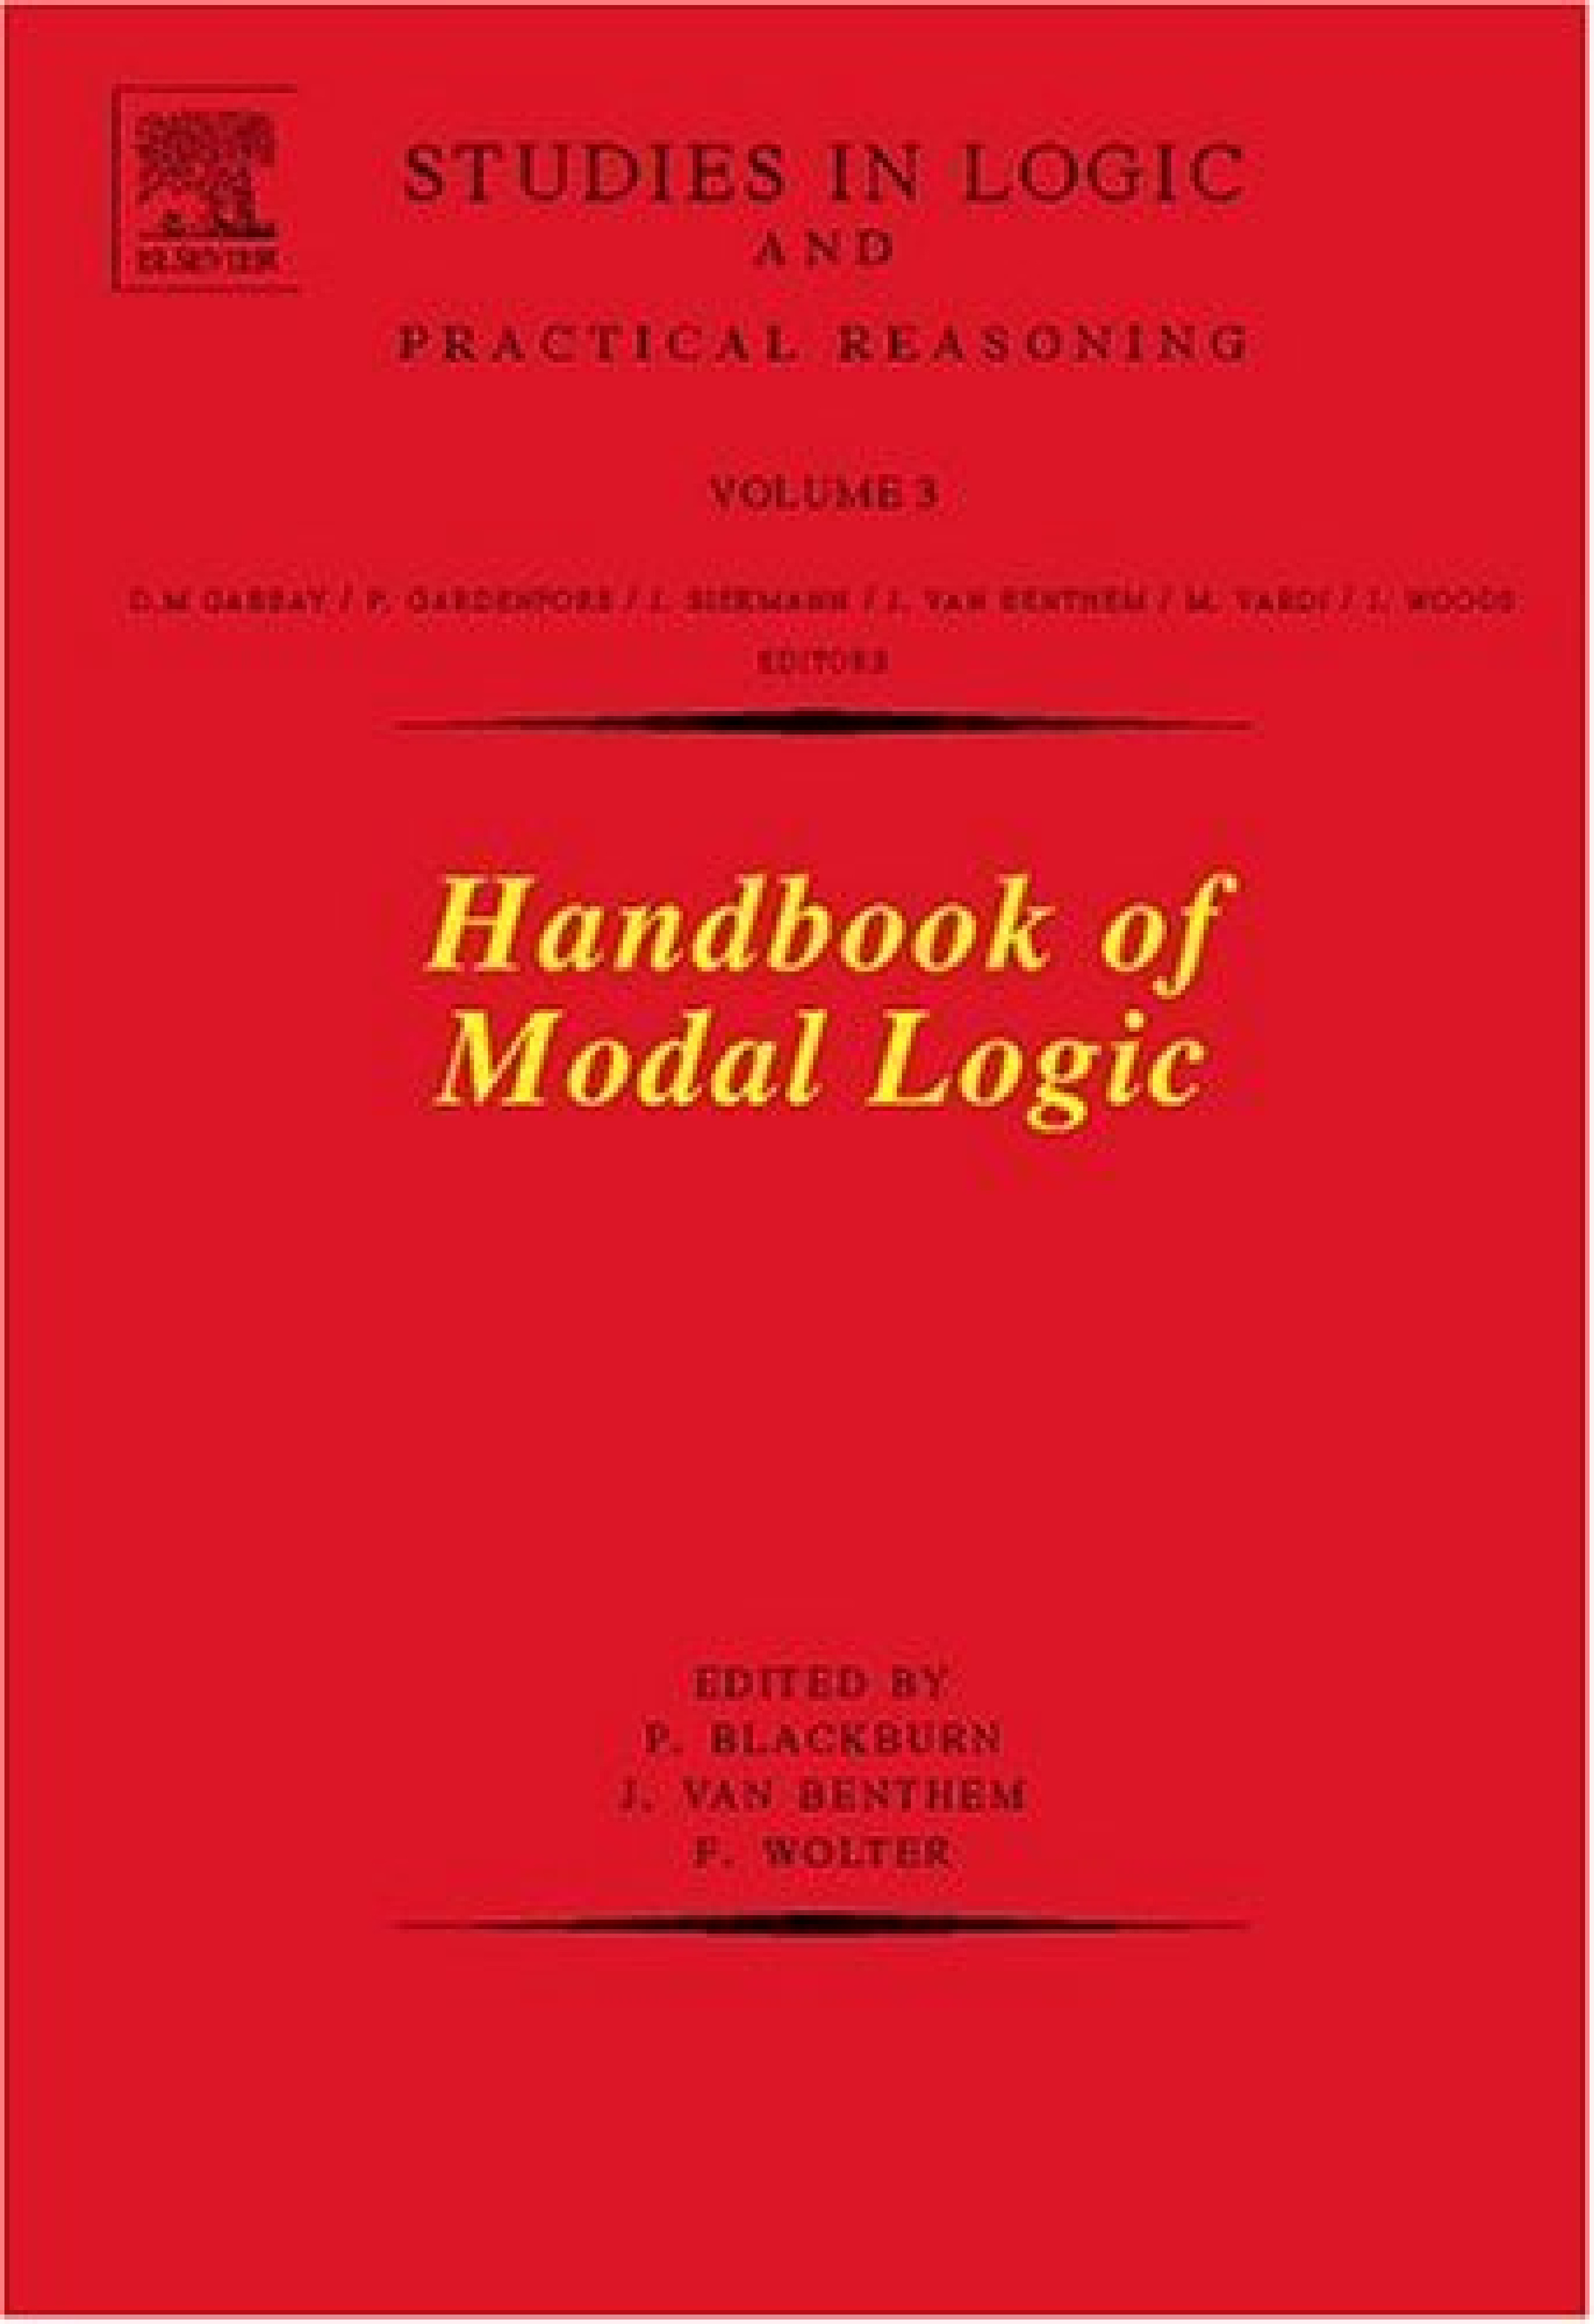 ELSEVIER
STUDIES IN LOGIC
AND
PRACTICAL REASONING
VOLUME 3
D.M GABBAY / P. GARDENFORS / J. SIEKMANN / J. VAN BENTHEM / M. VARDI / J. WOODS
EDITORS
Handbook of
Modal Logic
EDITED BY
P. BLACKBURN
J. VAN BENTHEM
F. WOLTER